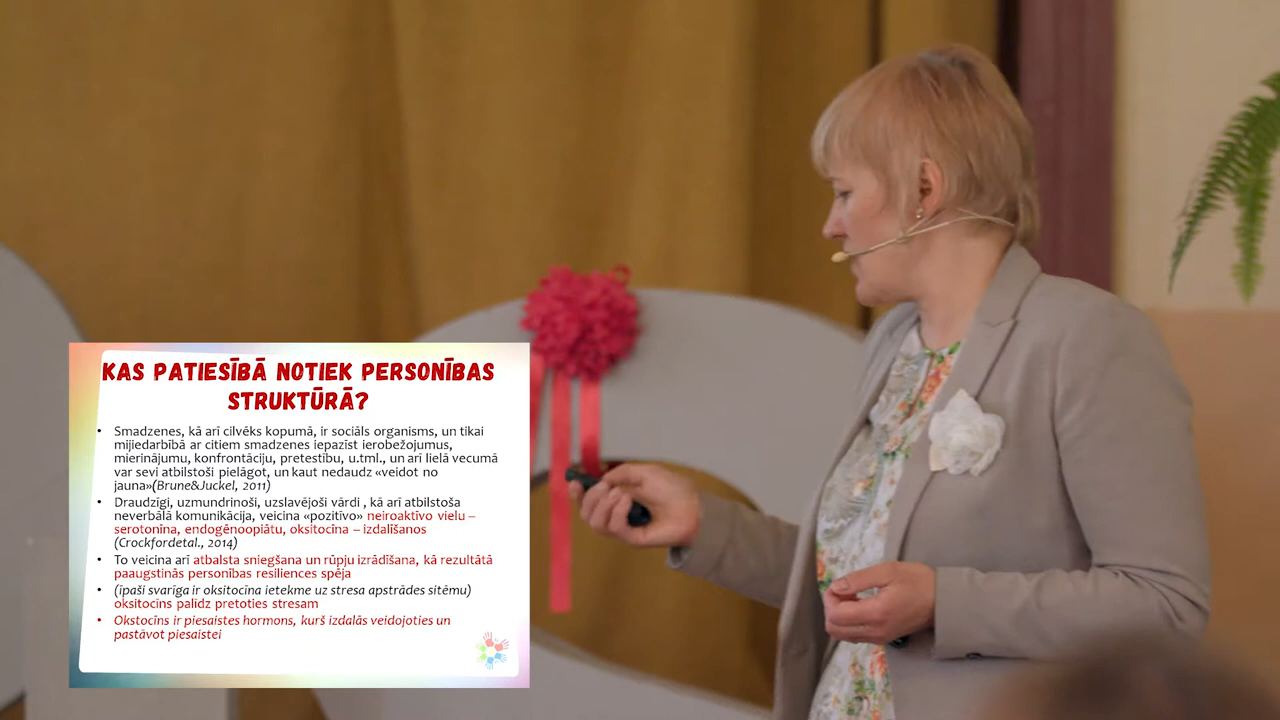 KAS PATIESĪBĀ NOTIEK PERSONĪBAS
STRUKTŪRĀ?
• Smadzenes, kā arī cilvēks kopumā, ir sociāls organisms, un tikai
mijiedarbībā ar citiem smadzenes iepazīst ierobežojumus,
mierinājumu, konfrontāciju, pretestību, u.tml., un arī lielā vecumā
var sevi atbilstoši pielāgot, un kaut nedaudz «veidot no
jauna»(Brune&Juckel, 2011)
• Draudzīgi, uzmundrinoši, uzslavējoši vārdi , kā arī atbilstoša
neverbālā komunikācija, veicina «pozitīvo» neiroaktīvo vielu –
serotonīna, endogēnoopiātu, oksitocīna – izdalīšanos
(Crockfordetal., 2014)
• To veicina arī atbalsta sniegšana un rūpju izrādīšana, kā rezultātā
paaugstinās personības resiliences spēja
• (īpaši svarīga ir oksitocīna ietekme uz stresa apstrādes sitēmu)
oksitocīns palīdz pretoties stresam
• Okstocīns ir piesaistes hormons, kurš izdalās veidojoties un
pastāvot piesaistei